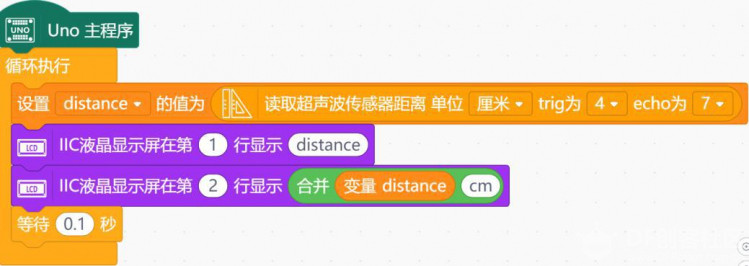 UNO Uno 主程序
循环执行
设置 distance 的值为 读取超声波传感器距离 单位 厘米 trig为 4 echo为 7
LCD IIC液晶显示屏在第 1 行显示 distance
LCD IIC液晶显示屏在第 2 行显示 合并 变量 distance cm
等待 0.1 秒